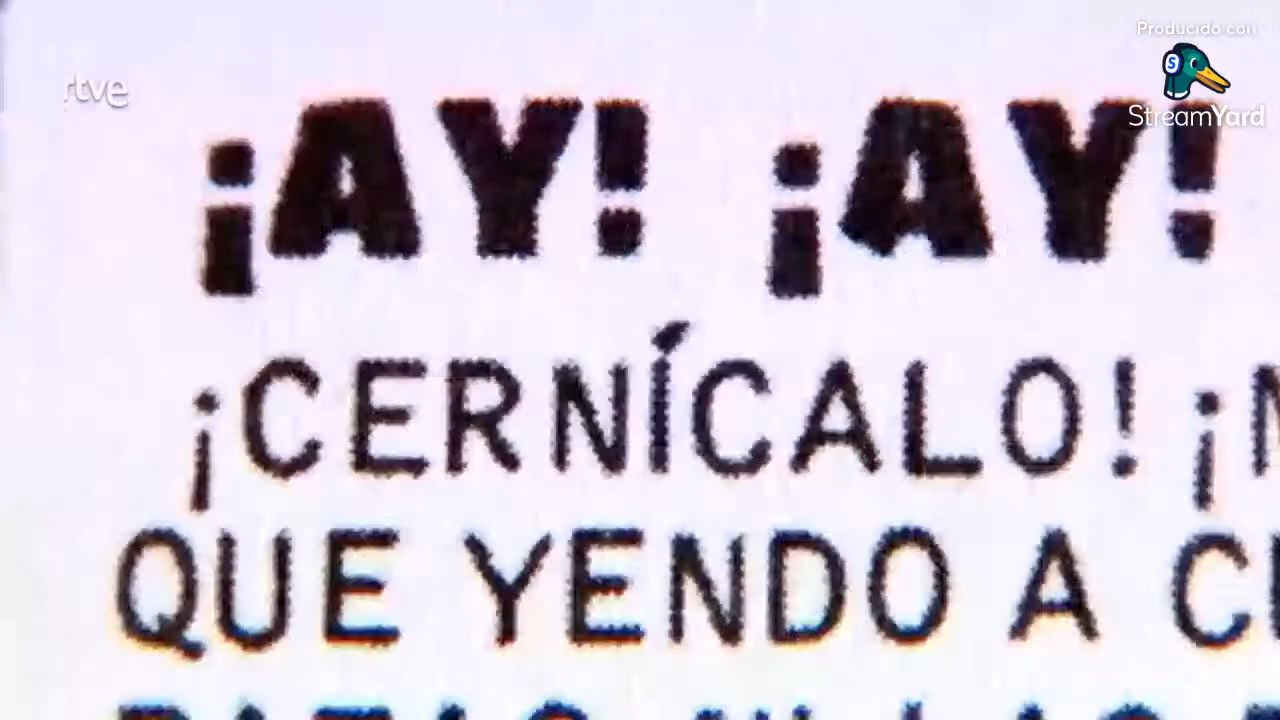 Producido con
rtve
StreamYard
¡AY! ¡AY!
¡CERNÍCALO! ¡
QUE YENDO A